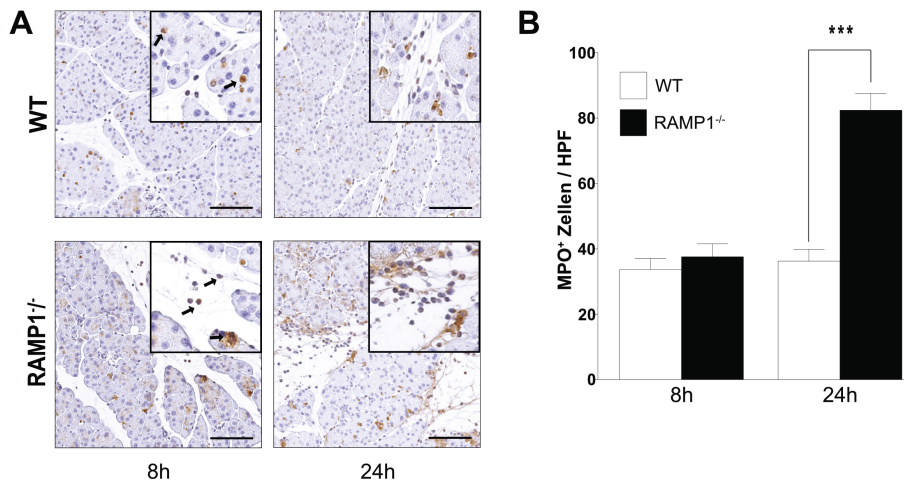 A
WT
RAMP1-/-
8h
24h
B
***
WT
RAMP1-/-
MPO+ Zellen / HPF
100
80
60
40
20
0
8h
24h